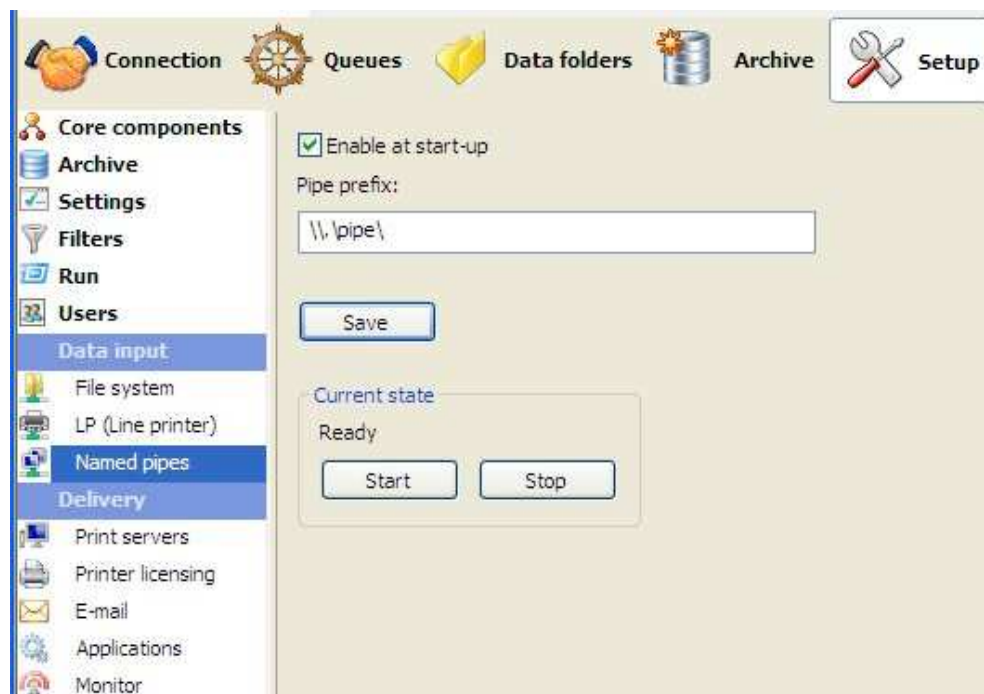 Connection Queues Data folders Archive Setup
Core components
Archive
Settings
Filters
Run
Users
Data input
File system
LP (Line printer)
Named pipes
Delivery
Print servers
Printer licensing
E-mail
Applications
Monitor
Enable at start-up
Pipe prefix:
\\.\pipe\
Save
Current state
Ready
Start Stop